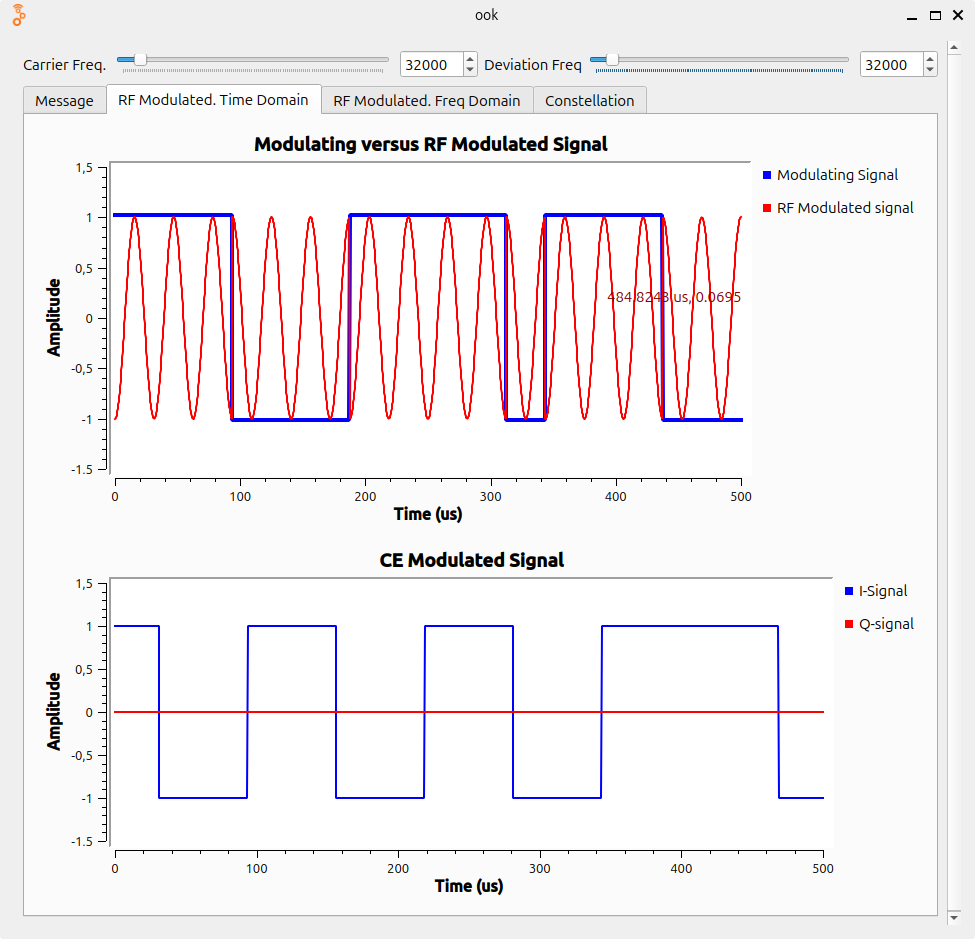 ook
Carrier Freq. 32000 Deviation Freq 32000
Message RF Modulated. Time Domain RF Modulated. Freq Domain Constellation
Modulating versus RF Modulated Signal
Modulating Signal
RF Modulated signal
Amplitude
1,5
1
0,5
0
-0,5
-1
-1.5
484.8243 us, 0.0695
0 100 200 300 400 500
Time (us)
CE Modulated Signal
I-Signal
Q-signal
Amplitude
1,5
1
0,5
0
-0,5
-1
-1.5
0 100 200 300 400 500
Time (us)